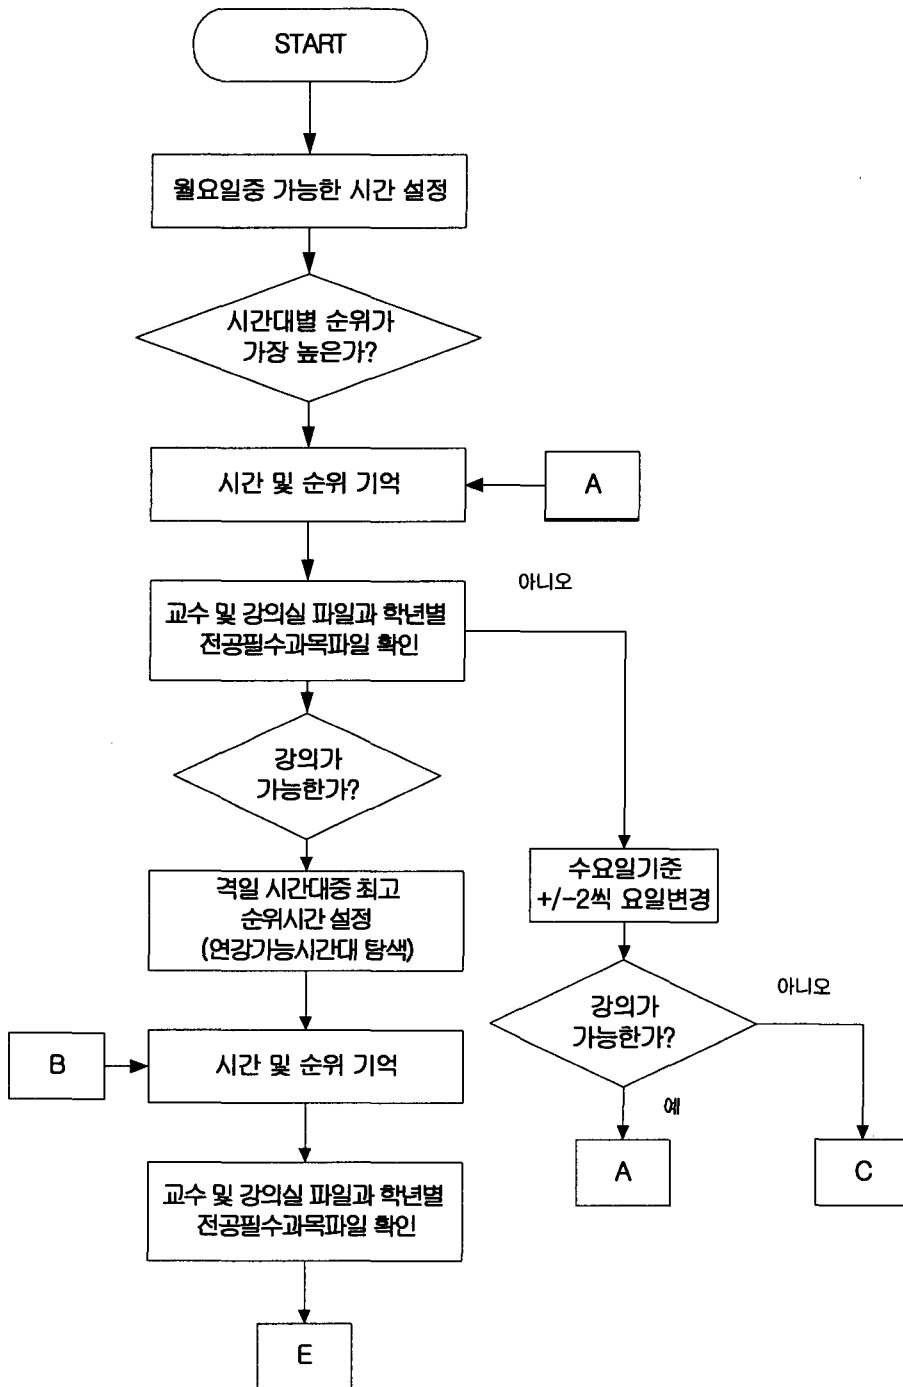 START
월요일중 가능한 시간 설정
시간대별 순위가
가장 높은가?
시간 및 순위 기억
A
아니오
교수 및 강의실 파일과 학년별
전공필수과목파일 확인
강의가
가능한가?
수요일기준
+/-2씩 요일변경
격일 시간대중 최고
순위시간 설정
(연강가능시간대 탐색)
아니오
강의가
가능한가?
B
시간 및 순위 기억
예
A
C
교수 및 강의실 파일과 학년별
전공필수과목파일 확인
E